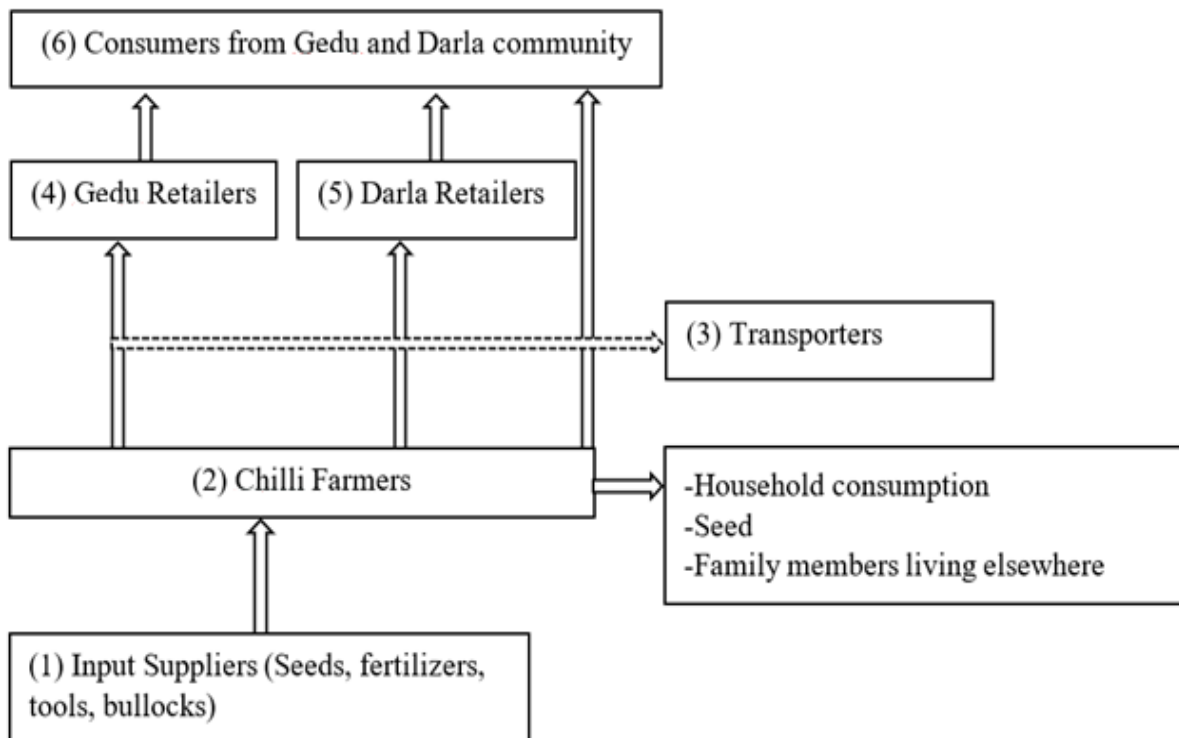 (6) Consumers from Gedu and Darla community
(4) Gedu Retailers
(5) Darla Retailers
(3) Transporters
(2) Chilli Farmers
-Household consumption
-Seed
-Family members living elsewhere
(1) Input Suppliers (Seeds, fertilizers,
tools, bullocks)